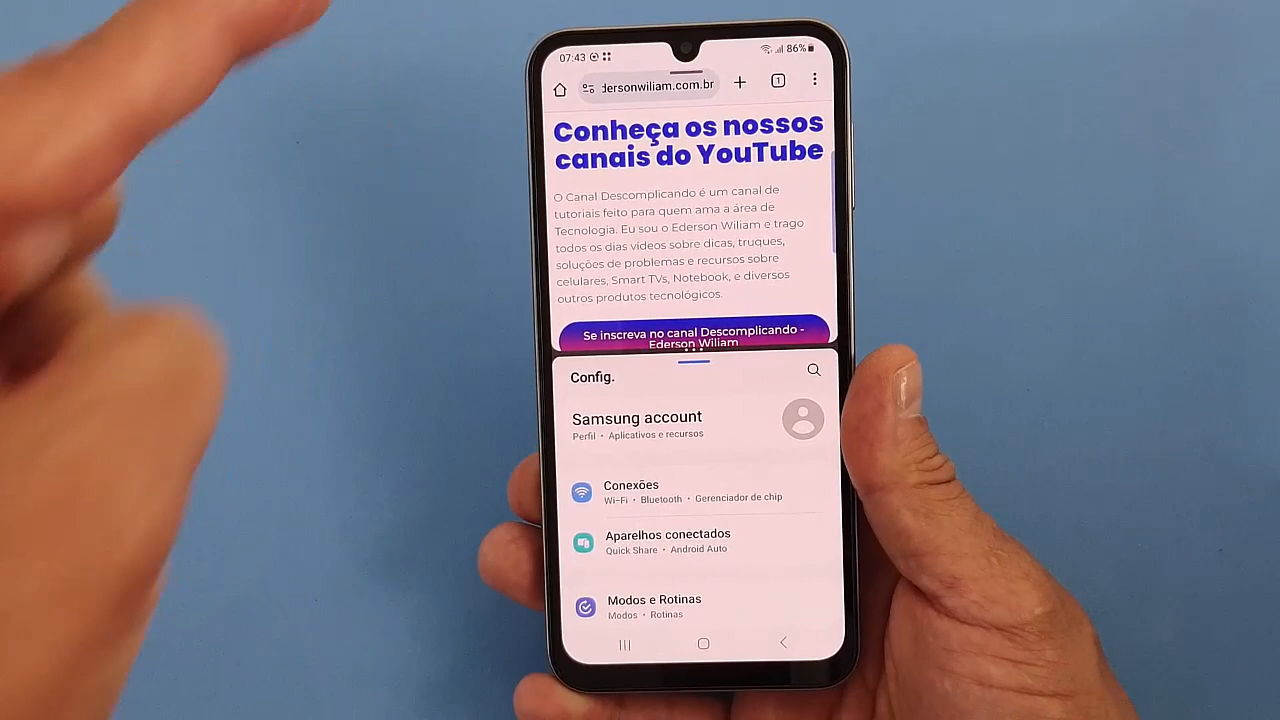 07:43
86%
dersonwiliam.com.br
1
Conheça os nossos
canais do YouTube
O Canal Descomplicando é um canal de
tutoriais feito para quem ama a área de
Tecnologia. Eu sou o Ederson Wiliam e trago
todos os dias vídeos sobre dicas, truques,
soluções de problemas e recursos sobre
celulares, Smart TVs, Notebook, e diversos
outros produtos tecnológicos.
Se inscreva no canal Descomplicando -
Ederson Wiliam
Config.
Samsung account
Perfil • Aplicativos e recursos
Conexões
Wi-Fi • Bluetooth • Gerenciador de chip
Aparelhos conectados
Quick Share • Android Auto
Modos e Rotinas
Modos • Rotinas